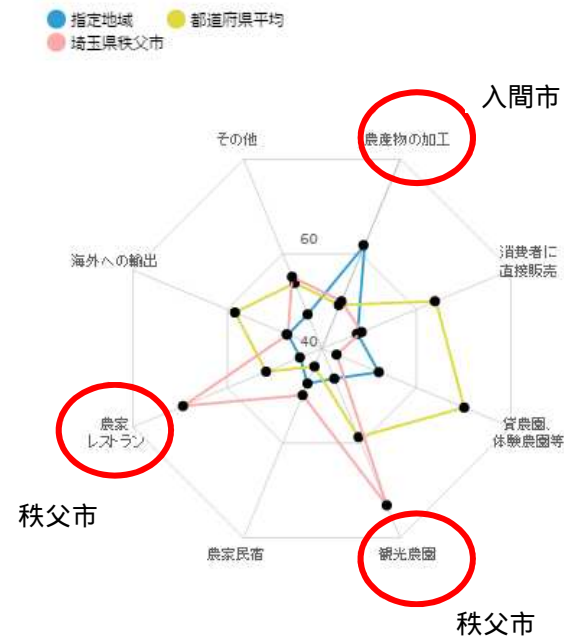 指定地域
都道府県平均
埼玉県秩父市
入間市
その他
農産物の加工
60
消費者に
直接販売
海外への輸出
40
農家
レストラン
貸農園、
体験農園等
秩父市
農家民宿
観光農園
秩父市